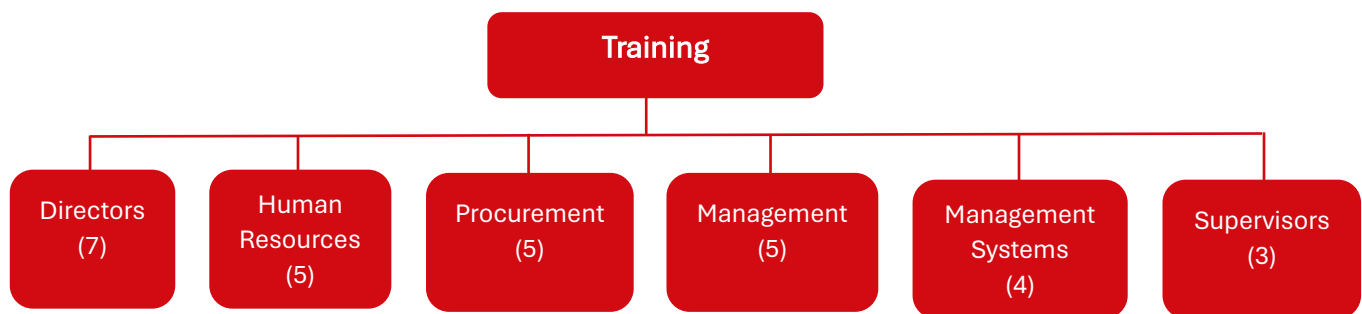 Training
Directors
(7)
Human
Resources
(5)
Procurement
(5)
Management
(5)
Management
Systems
(4)
Supervisors
(3)